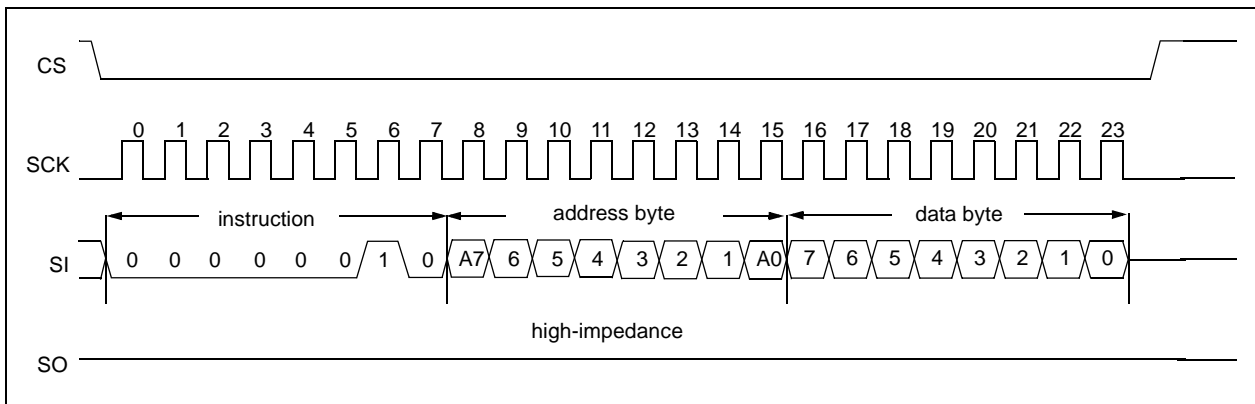 CS
0 1 2 3 4 5 6 7 8 9 10 11 12 13 14 15 16 17 18 19 20 21 22 23
SCK
instruction address byte data byte
SI 0 0 0 0 0 0 1 0 A7 6 5 4 3 2 1 A0 7 6 5 4 3 2 1 0
high-impedance
SO